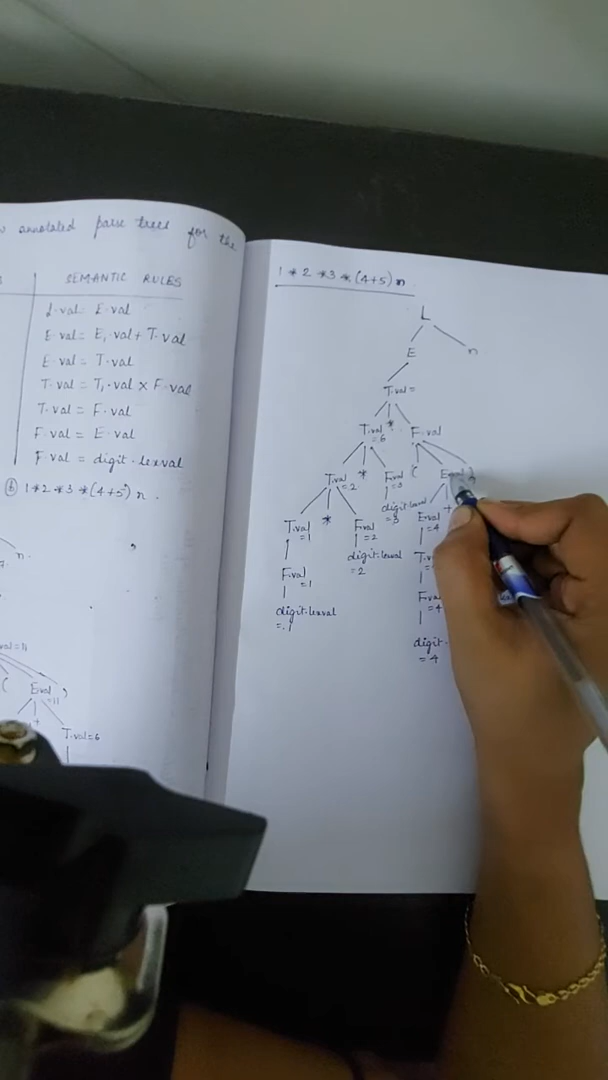 annotated parse trees for the
SEMANTIC RULES
L.val = E.val
E.val = E₁.val + T.val
E.val = T.val
T.val = T₁.val x F.val
T.val = F.val
F.val = E.val
F.val = digit.lexval
(b) 1*2*3*(4+5) n.
n.
val=11
( E.val =11 )
+
T.val=6
1*2*3*(4+5) n
L
E n
T.val=
T.val =6 * F.val
T.val =2 * F.val =3 ( E.val )
digit.lexval =3
T.val =1 * F.val =2 E.val =4 +
F.val =1 digit.lexval =2
F.val =4
digit.lexval = 1
digit. = 4